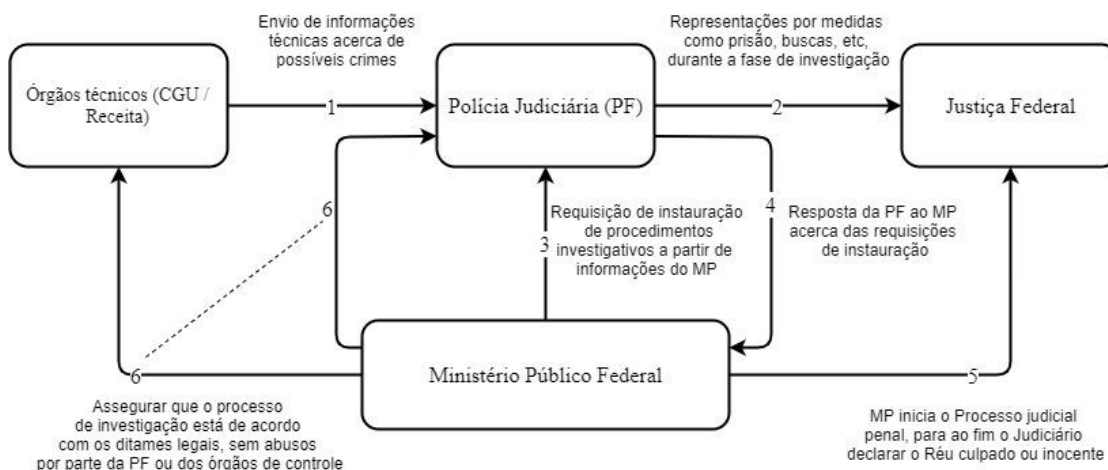 Envio de informações
técnicas acerca de
possíveis crimes
Representações por medidas
como prisão, buscas, etc,
durante a fase de investigação
Órgãos técnicos (CGU /
Receita)
1
Polícia Judiciária (PF)
2
Justiça Federal
6
Requisição de instauração
de procedimentos
investigativos a partir de
informações do MP
3
4
Resposta da PF ao MP
acerca das requisições
de instauração
Ministério Público Federal
6
5
Assegurar que o processo
de investigação está de acordo
com os ditames legais, sem abusos
por parte da PF ou dos órgãos de controle
MP inicia o Processo judicial
penal, para ao fim o Judiciário
declarar o Réu culpado ou inocente